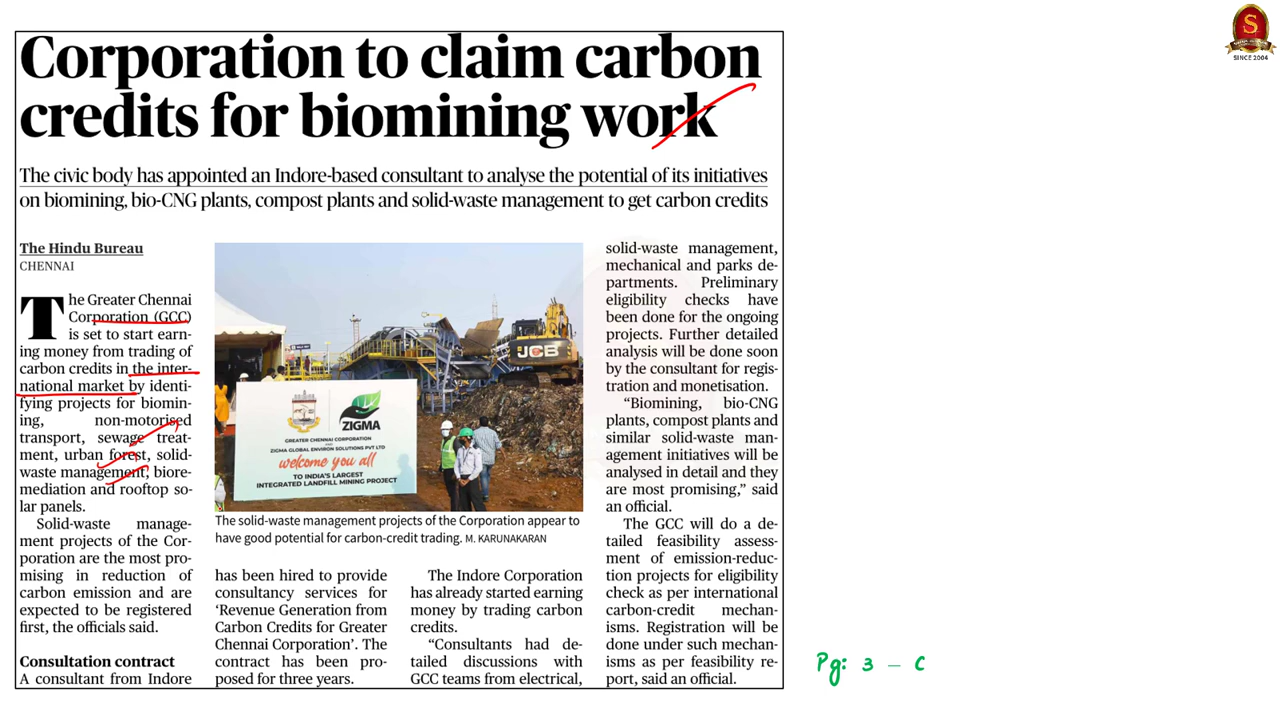 Corporation to claim carbon
credits for biomining work
The civic body has appointed an Indore-based consultant to analyse the potential of its initiatives
on biomining, bio-CNG plants, compost plants and solid-waste management to get carbon credits
The Hindu Bureau
CHENNAI
The Greater Chennai
Corporation (GCC)
is set to start earn-
ing money from trading of
carbon credits in the inter-
national market by identi-
fying projects for biomin-
ing, non-motorised
transport, sewage treat-
ment, urban forest, solid-
waste management, biore-
mediation and rooftop so-
lar panels.
Solid-waste manage-
ment projects of the Cor-
poration are the most pro-
mising in reduction of
carbon emission and are
expected to be registered
first, the officials said.
Consultation contract
A consultant from Indore
JCB
ZIGMA
GREATER CHENNAI CORPORATION
ZIGMA GLOBAL ENVIRON SOLUTIONS PVT LTD
welcome you all
TO INDIA'S LARGEST
INTEGRATED LANDFILL MINING PROJECT
The solid-waste management projects of the Corporation appear to
have good potential for carbon-credit trading. M. KARUNAKARAN
has been hired to provide
consultancy services for
‘Revenue Generation from
Carbon Credits for Greater
Chennai Corporation’. The
contract has been pro-
posed for three years.
The Indore Corporation
has already started earning
money by trading carbon
credits.
“Consultants had de-
tailed discussions with
GCC teams from electrical,
solid-waste management,
mechanical and parks de-
partments. Preliminary
eligibility checks have
been done for the ongoing
projects. Further detailed
analysis will be done soon
by the consultant for regis-
tration and monetisation.
“Biomining, bio-CNG
plants, compost plants and
similar solid-waste man-
agement initiatives will be
analysed in detail and they
are most promising,” said
an official.
The GCC will do a de-
tailed feasibility assess-
ment of emission-reduc-
tion projects for eligibility
check as per international
carbon-credit mechan-
isms. Registration will be
done under such mechan-
isms as per feasibility re-
port, said an official.
S
SINCE 2004
Pg: 3 – C